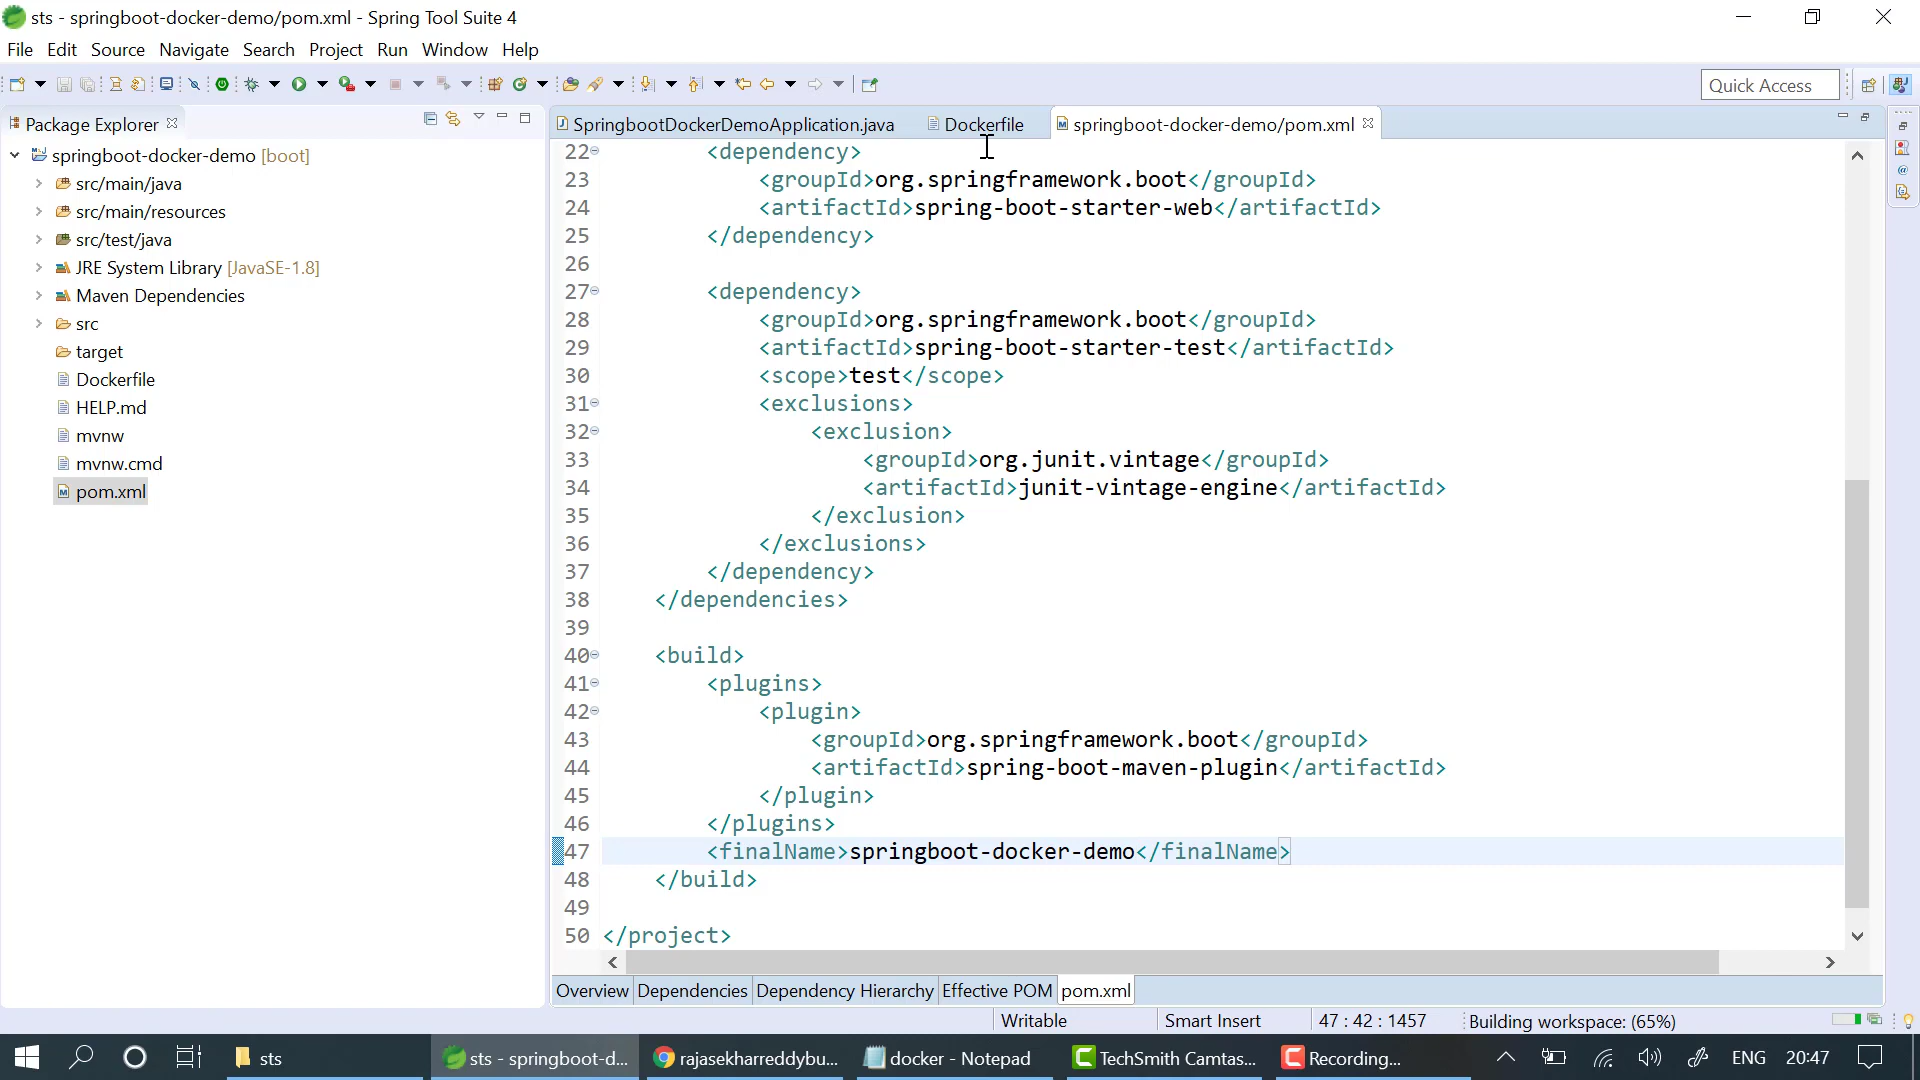 sts - springboot-docker-demo/pom.xml - Spring Tool Suite 4
File Edit Source Navigate Search Project Run Window Help
Quick Access
Package Explorer
springboot-docker-demo [boot]
src/main/java
src/main/resources
src/test/java
JRE System Library [JavaSE-1.8]
Maven Dependencies
src
target
Dockerfile
HELP.md
mvnw
mvnw.cmd
pom.xml
SpringbootDockerDemoApplication.java Dockerfile springboot-docker-demo/pom.xml
22 <dependency>
23 <groupId>org.springframework.boot</groupId>
24 <artifactId>spring-boot-starter-web</artifactId>
25 </dependency>
26
27 <dependency>
28 <groupId>org.springframework.boot</groupId>
29 <artifactId>spring-boot-starter-test</artifactId>
30 <scope>test</scope>
31 <exclusions>
32 <exclusion>
33 <groupId>org.junit.vintage</groupId>
34 <artifactId>junit-vintage-engine</artifactId>
35 </exclusion>
36 </exclusions>
37 </dependency>
38 </dependencies>
39
40 <build>
41 <plugins>
42 <plugin>
43 <groupId>org.springframework.boot</groupId>
44 <artifactId>spring-boot-maven-plugin</artifactId>
45 </plugin>
46 </plugins>
47 <finalName>springboot-docker-demo</finalName>
48 </build>
49
50 </project>
Overview Dependencies Dependency Hierarchy Effective POM pom.xml
Writable Smart Insert 47 : 42 : 1457 Building workspace: (65%)
sts sts - springboot-d... rajasekharreddybu... docker - Notepad TechSmith Camtas... Recording... ENG 20:47